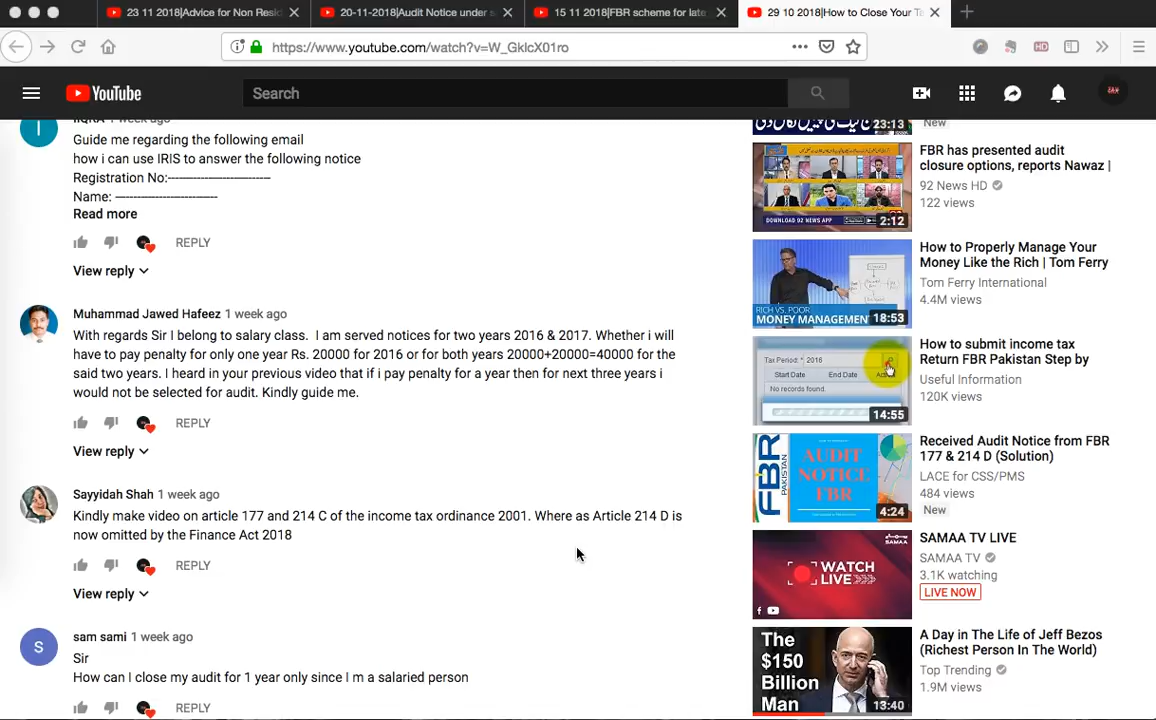 23 11 2018|Advice for Non Resid
20-11-2018|Audit Notice under s
15 11 2018|FBR scheme for late
29 10 2018|How to Close Your Ta
https://www.youtube.com/watch?v=W_GklcX01ro
HD
YouTube
Search
1 week ago
Guide me regarding the following email
how i can use IRIS to answer the following notice
Registration No:-------------------------------
Name: -------------------------------
Read more
REPLY
View reply
Muhammad Jawed Hafeez 1 week ago
With regards Sir I belong to salary class.  I am served notices for two years 2016 & 2017. Whether i will
have to pay penalty for only one year Rs. 20000 for 2016 or for both years 20000+20000=40000 for the
said two years. I heard in your previous video that if i pay penalty for a year then for next three years i
would not be selected for audit. Kindly guide me.
REPLY
View reply
Sayyidah Shah 1 week ago
Kindly make video on article 177 and 214 C of the income tax ordinance 2001. Where as Article 214 D is
now omitted by the Finance Act 2018
REPLY
View reply
S
sam sami 1 week ago
Sir
How can I close my audit for 1 year only since I m a salaried person
REPLY
23:13
New
DOWNLOAD 92 NEWS APP
2:12
FBR has presented audit
closure options, reports Nawaz |
92 News HD
122 views
RICH VS. POOR:
MONEY MANAGEMENT
18:53
How to Properly Manage Your
Money Like the Rich | Tom Ferry
Tom Ferry International
4.4M views
Tax Period: * 2016
Start Date End Date
No records found.
14:55
How to submit income tax
Return FBR Pakistan Step by
Useful Information
120K views
FBR
PAKISTAN
AUDIT
NOTICE
FBR
4:24
Received Audit Notice from FBR
177 & 214 D (Solution)
LACE for CSS/PMS
484 views
New
SAMAA
WATCH
LIVE
SAMAA TV LIVE
SAMAA TV
3.1K watching
LIVE NOW
The
$150
Billion
Man
13:40
A Day in The Life of Jeff Bezos
(Richest Person In The World)
Top Trending
1.9M views